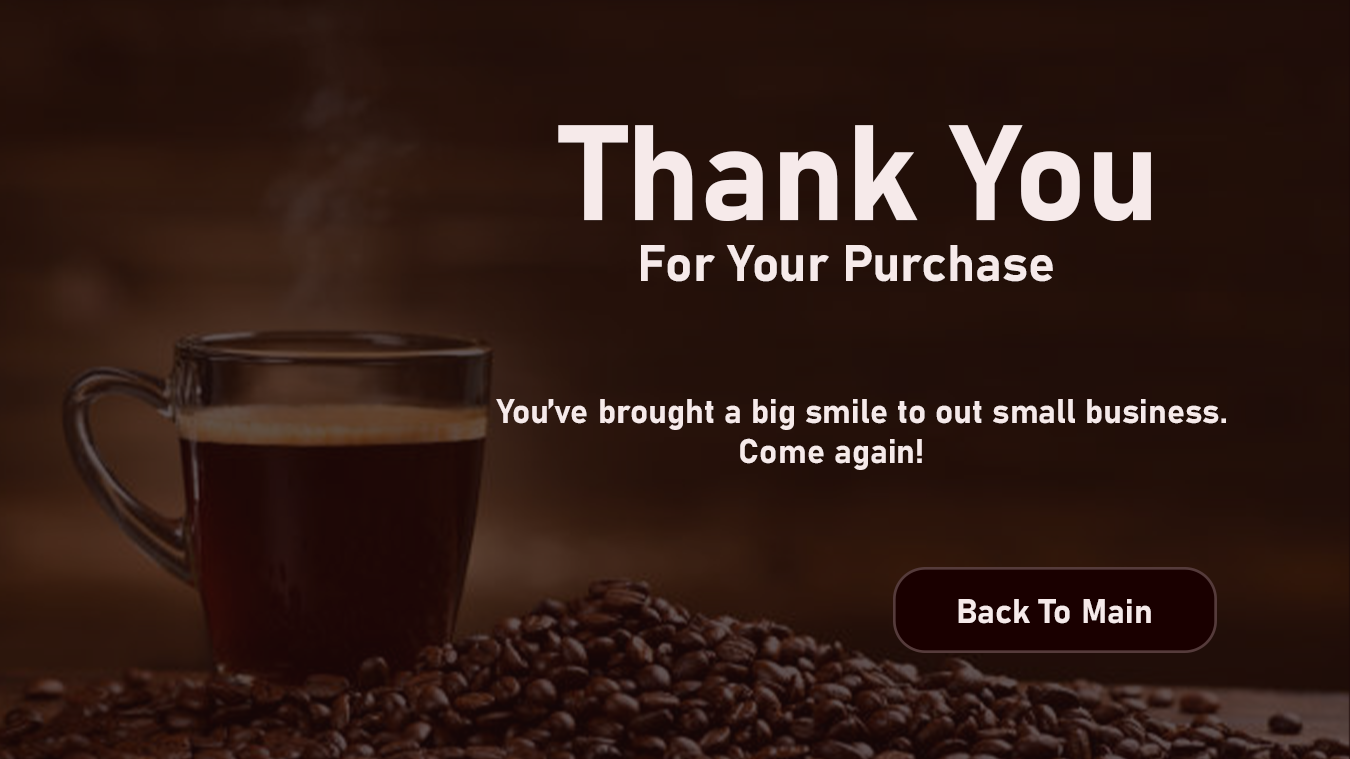 Thank You
For Your Purchase
You’ve brought a big smile to out small business.
Come again!
Back To Main